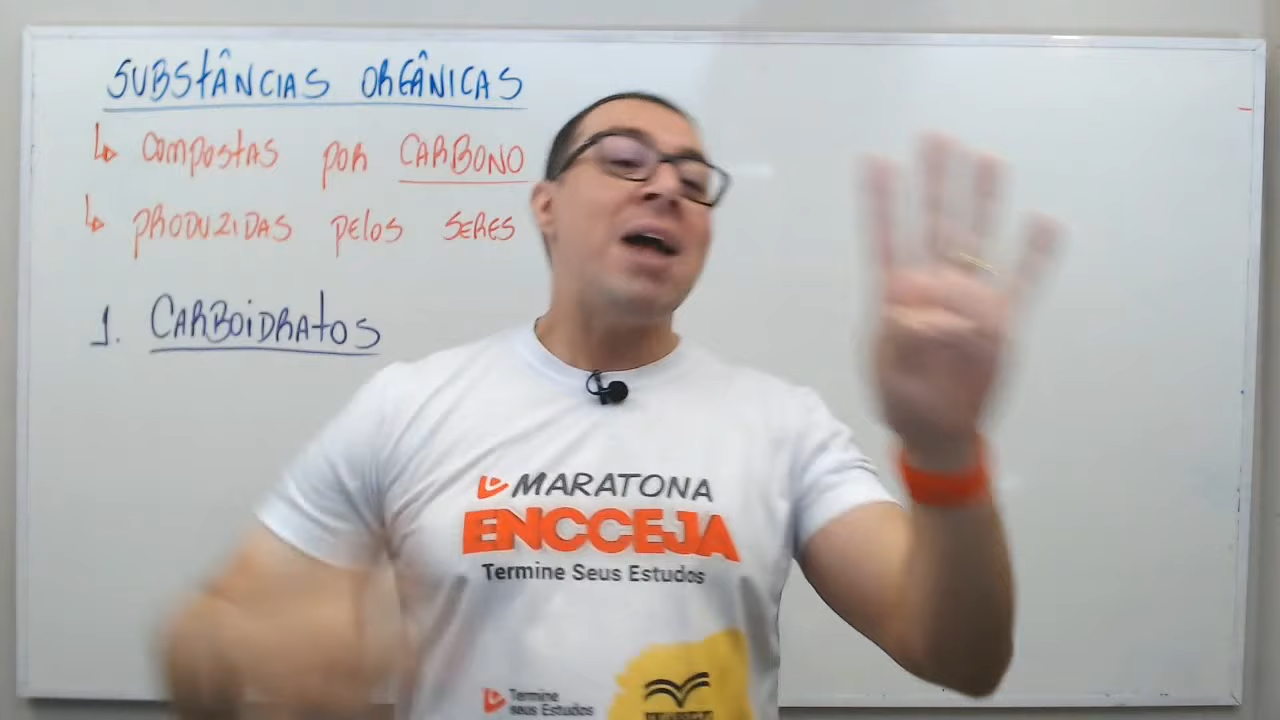 SUBSTÂNCIAS ORGÂNICAS
↳ COMPOSTAS POR CARBONO
↳ PRODUZIDAS PELOS SERES
1. CARBOIDRATOS
MARATONA
ENCCEJA
Termine Seus Estudos
Termine
seus Estudos